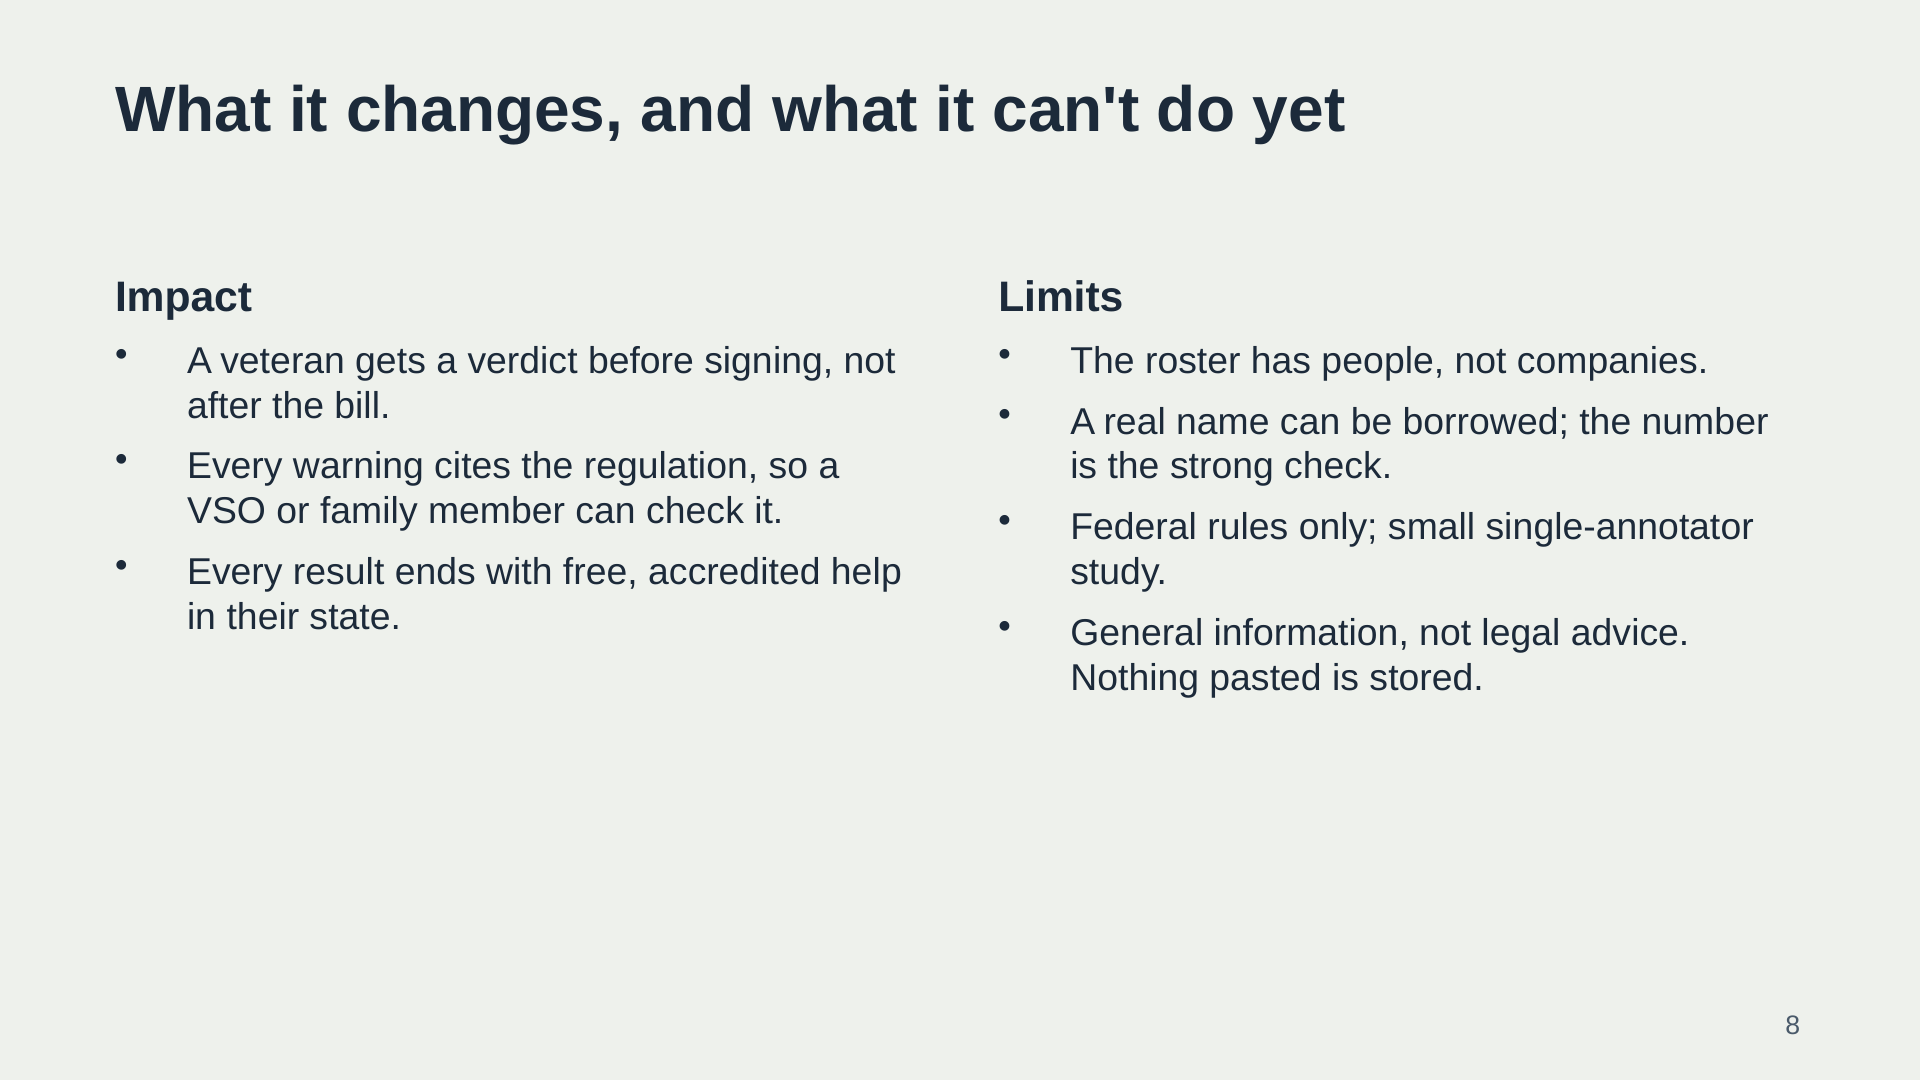 What it changes, and what it can't do yet
Impact
• A veteran gets a verdict before signing, not
after the bill.
• Every warning cites the regulation, so a
VSO or family member can check it.
• Every result ends with free, accredited help
in their state.
Limits
• The roster has people, not companies.
• A real name can be borrowed; the number
is the strong check.
• Federal rules only; small single-annotator
study.
• General information, not legal advice.
Nothing pasted is stored.
8